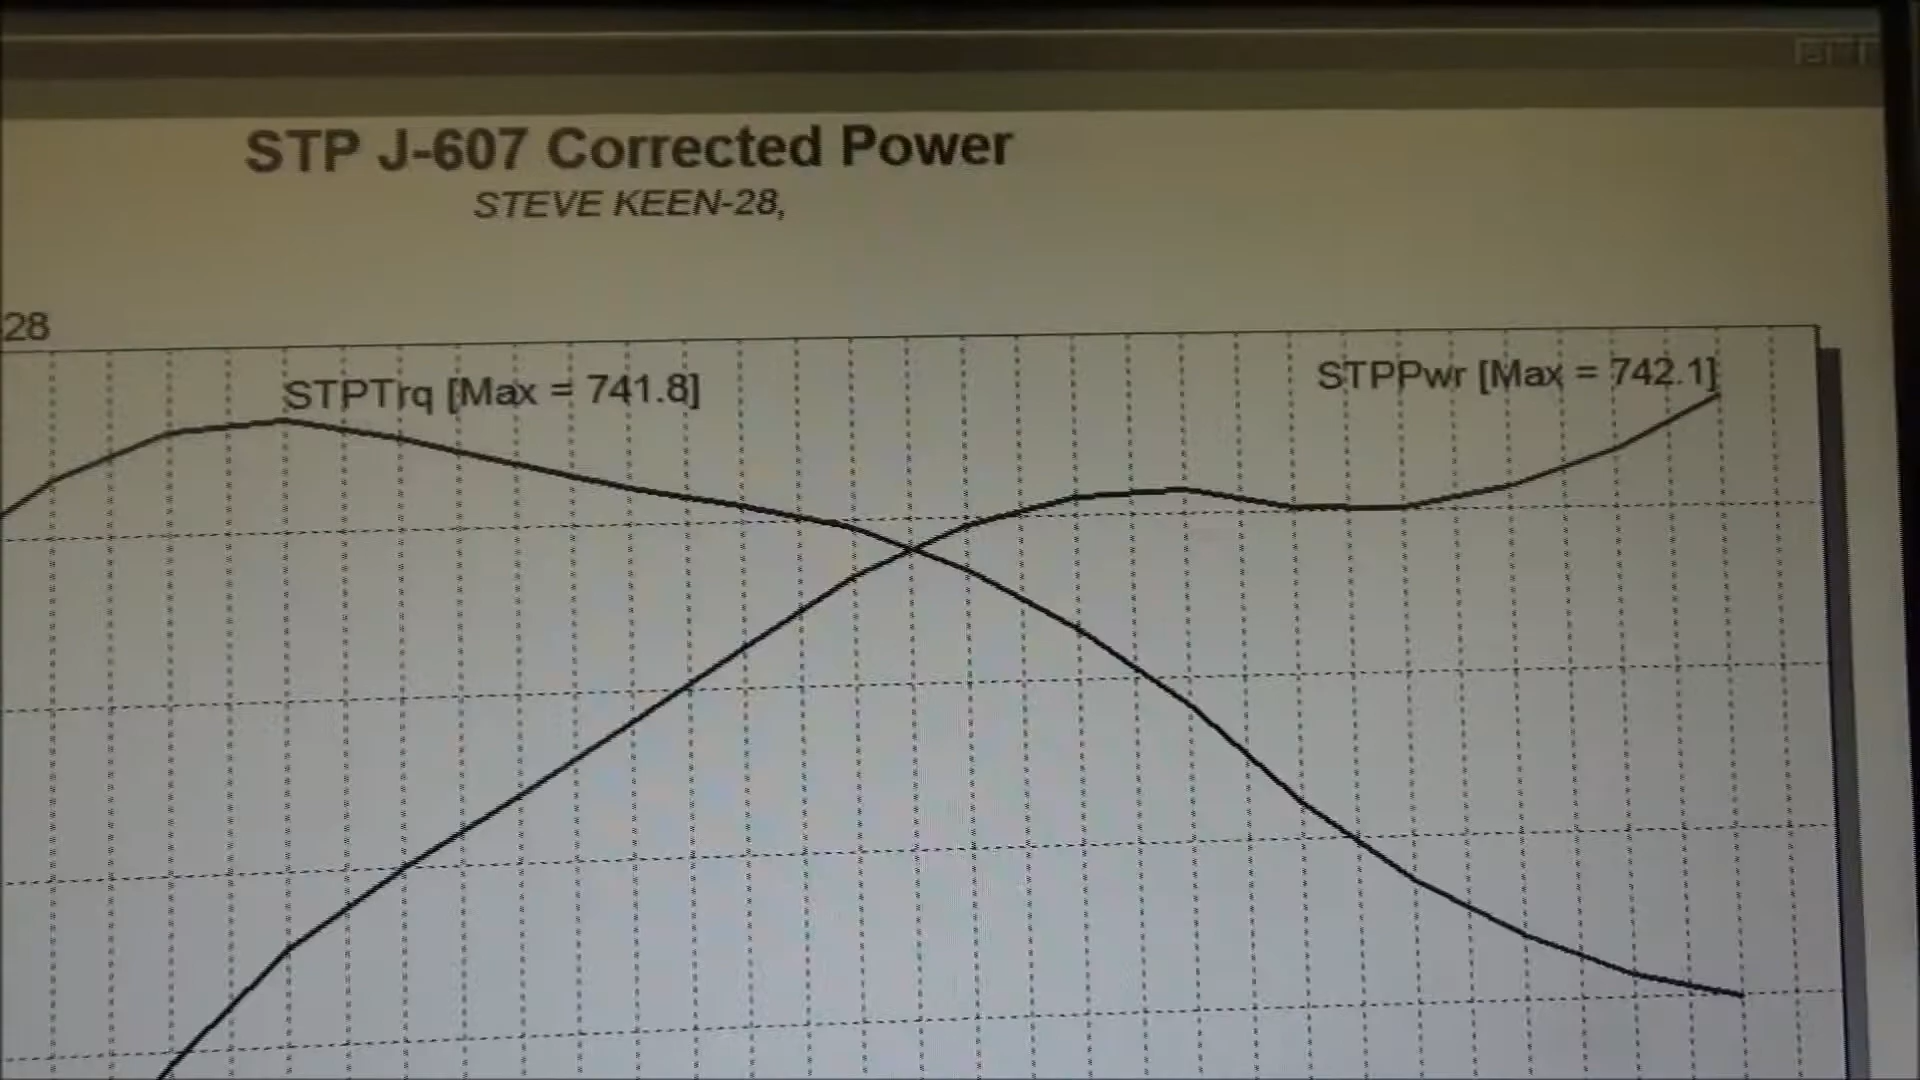 STP J-607 Corrected Power
STEVE KEEN-28,
28
STPTrq [Max = 741.8]
STPPwr [Max = 742.1]